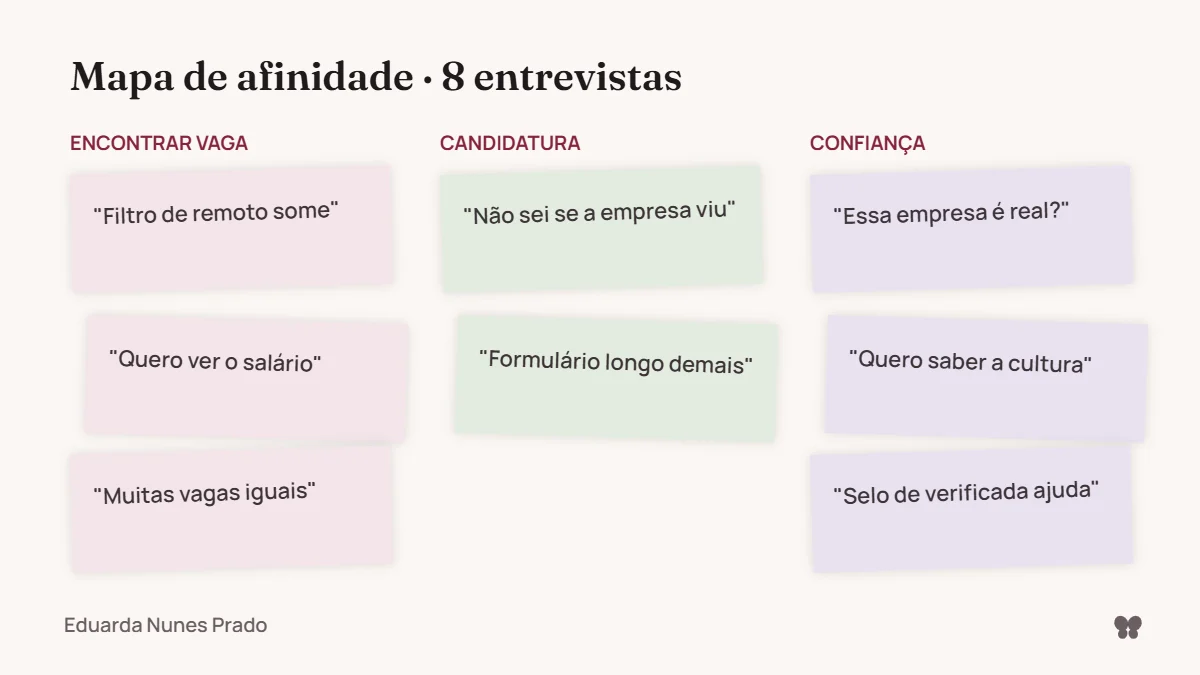 Mapa de afinidade · 8 entrevistas
ENCONTRAR VAGA
"Filtro de remoto some"
"Quero ver o salário"
"Muitas vagas iguais"
CANDIDATURA
"Não sei se a empresa viu"
"Formulário longo demais"
CONFIANÇA
"Essa empresa é real?"
"Quero saber a cultura"
"Selo de verificada ajuda"
Eduarda Nunes Prado